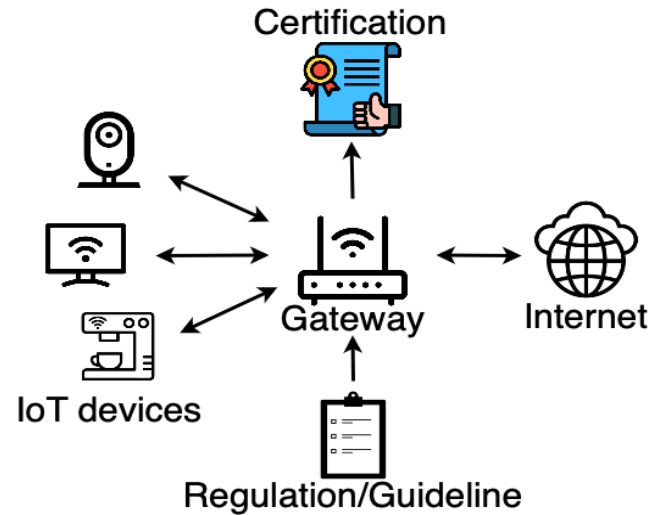 Certification
Gateway
Internet
IoT devices
Regulation/Guideline